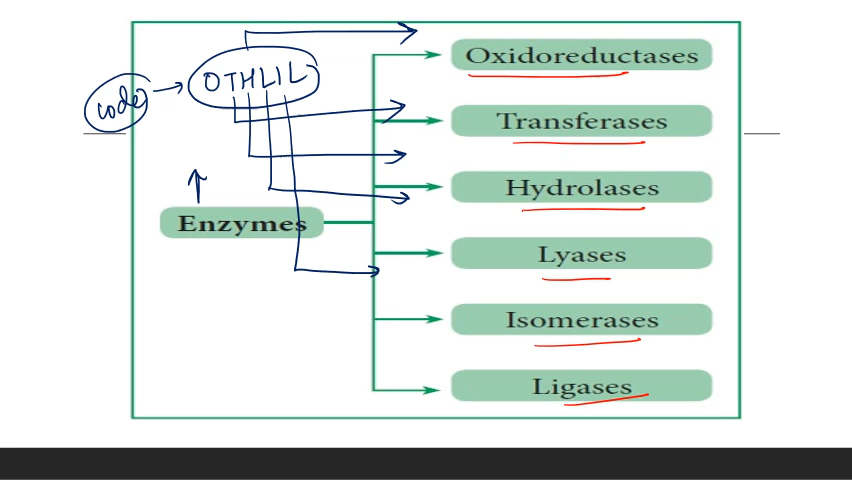 code
OTHLIL
Enzymes
Oxidoreductases
Transferases
Hydrolases
Lyases
Isomerases
Ligases